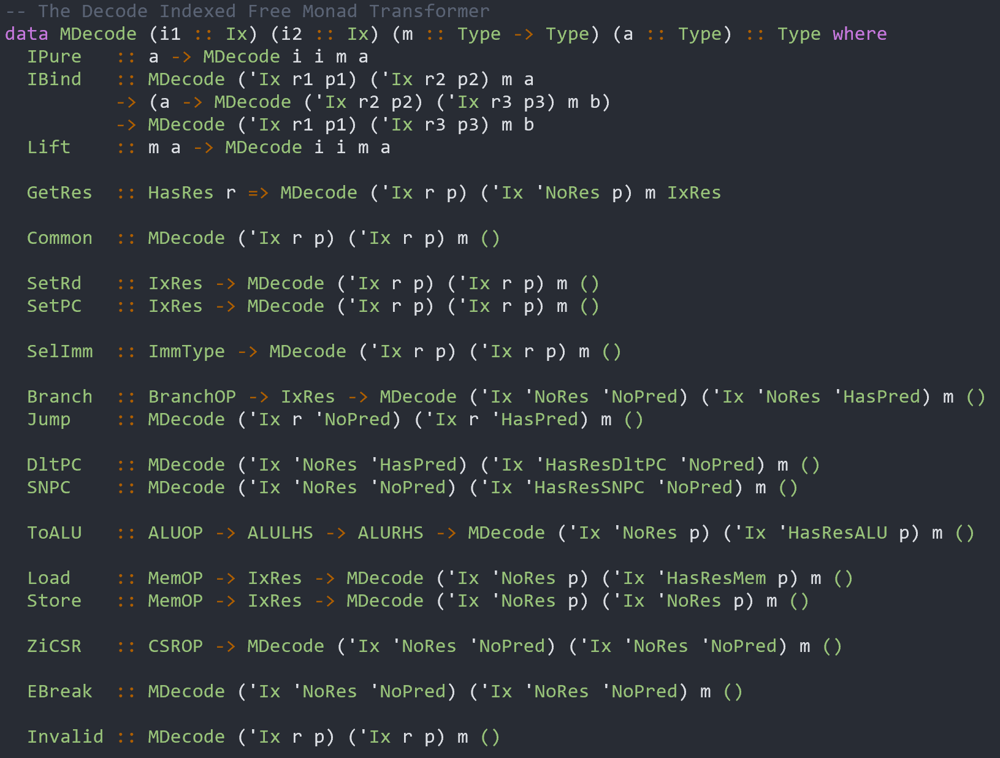 -- The Decode Indexed Free Monad Transformer
data MDecode (i1 :: Ix) (i2 :: Ix) (m :: Type -> Type) (a :: Type) :: Type where
  IPure   :: a -> MDecode i i m a
  IBind   :: MDecode ('Ix r1 p1) ('Ix r2 p2) m a
          -> (a -> MDecode ('Ix r2 p2) ('Ix r3 p3) m b)
          -> MDecode ('Ix r1 p1) ('Ix r3 p3) m b
  Lift    :: m a -> MDecode i i m a

  GetRes  :: HasRes r => MDecode ('Ix r p) ('Ix 'NoRes p) m IxRes

  Common  :: MDecode ('Ix r p) ('Ix r p) m ()

  SetRd   :: IxRes -> MDecode ('Ix r p) ('Ix r p) m ()
  SetPC   :: IxRes -> MDecode ('Ix r p) ('Ix r p) m ()

  SelImm  :: ImmType -> MDecode ('Ix r p) ('Ix r p) m ()

  Branch  :: BranchOP -> IxRes -> MDecode ('Ix 'NoRes 'NoPred) ('Ix 'NoRes 'HasPred) m ()
  Jump    :: MDecode ('Ix r 'NoPred) ('Ix r 'HasPred) m ()

  DltPC   :: MDecode ('Ix 'NoRes 'HasPred) ('Ix 'HasResDltPC 'NoPred) m ()
  SNPC    :: MDecode ('Ix 'NoRes 'NoPred) ('Ix 'HasResSNPC 'NoPred) m ()

  ToALU   :: ALUOP -> ALULHS -> ALURHS -> MDecode ('Ix 'NoRes p) ('Ix 'HasResALU p) m ()

  Load    :: MemOP -> IxRes -> MDecode ('Ix 'NoRes p) ('Ix 'HasResMem p) m ()
  Store   :: MemOP -> IxRes -> MDecode ('Ix 'NoRes p) ('Ix 'NoRes p) m ()

  ZiCSR   :: CSROP -> MDecode ('Ix 'NoRes 'NoPred) ('Ix 'NoRes 'NoPred) m ()

  EBreak  :: MDecode ('Ix 'NoRes 'NoPred) ('Ix 'NoRes 'NoPred) m ()

  Invalid :: MDecode ('Ix r p) ('Ix r p) m ()